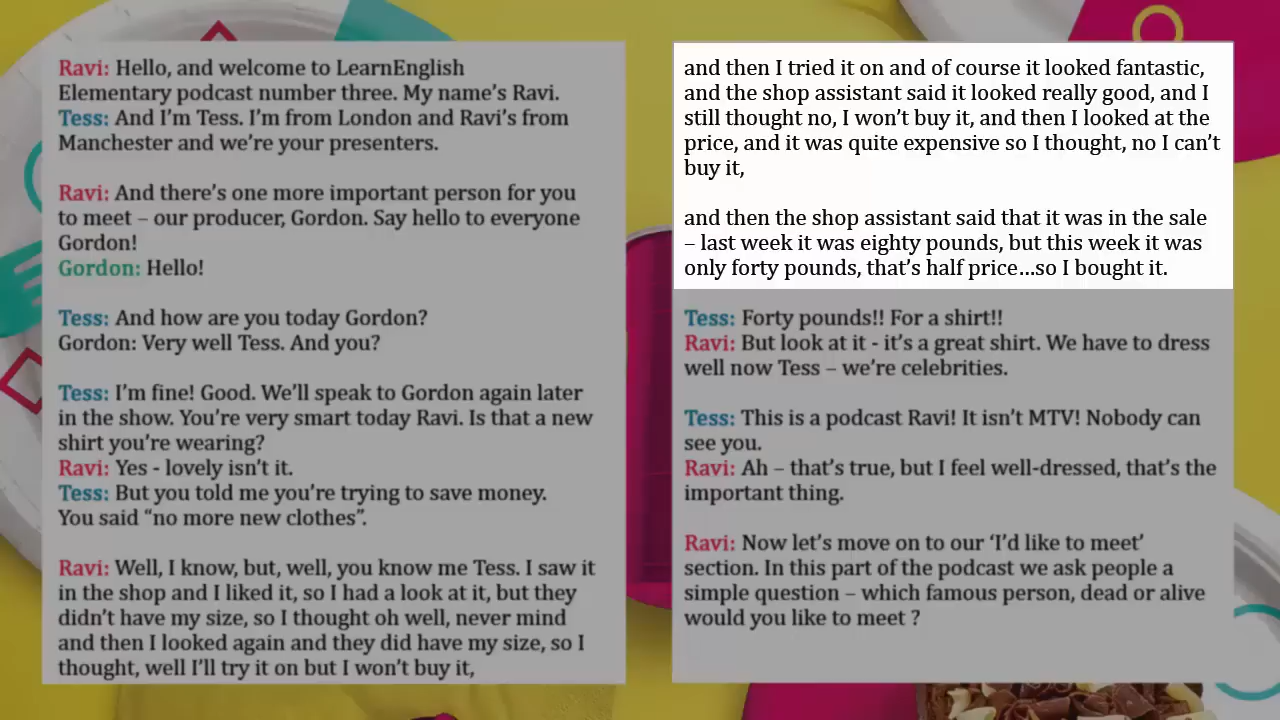 Ravi: Hello, and welcome to LearnEnglish
Elementary podcast number three. My name’s Ravi.
Tess: And I’m Tess. I’m from London and Ravi’s from
Manchester and we’re your presenters.
Ravi: And there’s one more important person for you
to meet – our producer, Gordon. Say hello to everyone
Gordon!
Gordon: Hello!
Tess: And how are you today Gordon?
Gordon: Very well Tess. And you?
Tess: I’m fine! Good. We’ll speak to Gordon again later
in the show. You’re very smart today Ravi. Is that a new
shirt you’re wearing?
Ravi: Yes - lovely isn’t it.
Tess: But you told me you’re trying to save money.
You said “no more new clothes”.
Ravi: Well, I know, but, well, you know me Tess. I saw it
in the shop and I liked it, so I had a look at it, but they
didn’t have my size, so I thought oh well, never mind
and then I looked again and they did have my size, so I
thought, well I’ll try it on but I won’t buy it,
and then I tried it on and of course it looked fantastic,
and the shop assistant said it looked really good, and I
still thought no, I won’t buy it, and then I looked at the
price, and it was quite expensive so I thought, no I can’t
buy it,
and then the shop assistant said that it was in the sale
– last week it was eighty pounds, but this week it was
only forty pounds, that’s half price…so I bought it.
Tess: Forty pounds!! For a shirt!!
Ravi: But look at it - it’s a great shirt. We have to dress
well now Tess – we’re celebrities.
Tess: This is a podcast Ravi! It isn’t MTV! Nobody can
see you.
Ravi: Ah – that’s true, but I feel well-dressed, that’s the
important thing.
Ravi: Now let’s move on to our ‘I’d like to meet’
section. In this part of the podcast we ask people a
simple question – which famous person, dead or alive
would you like to meet ?